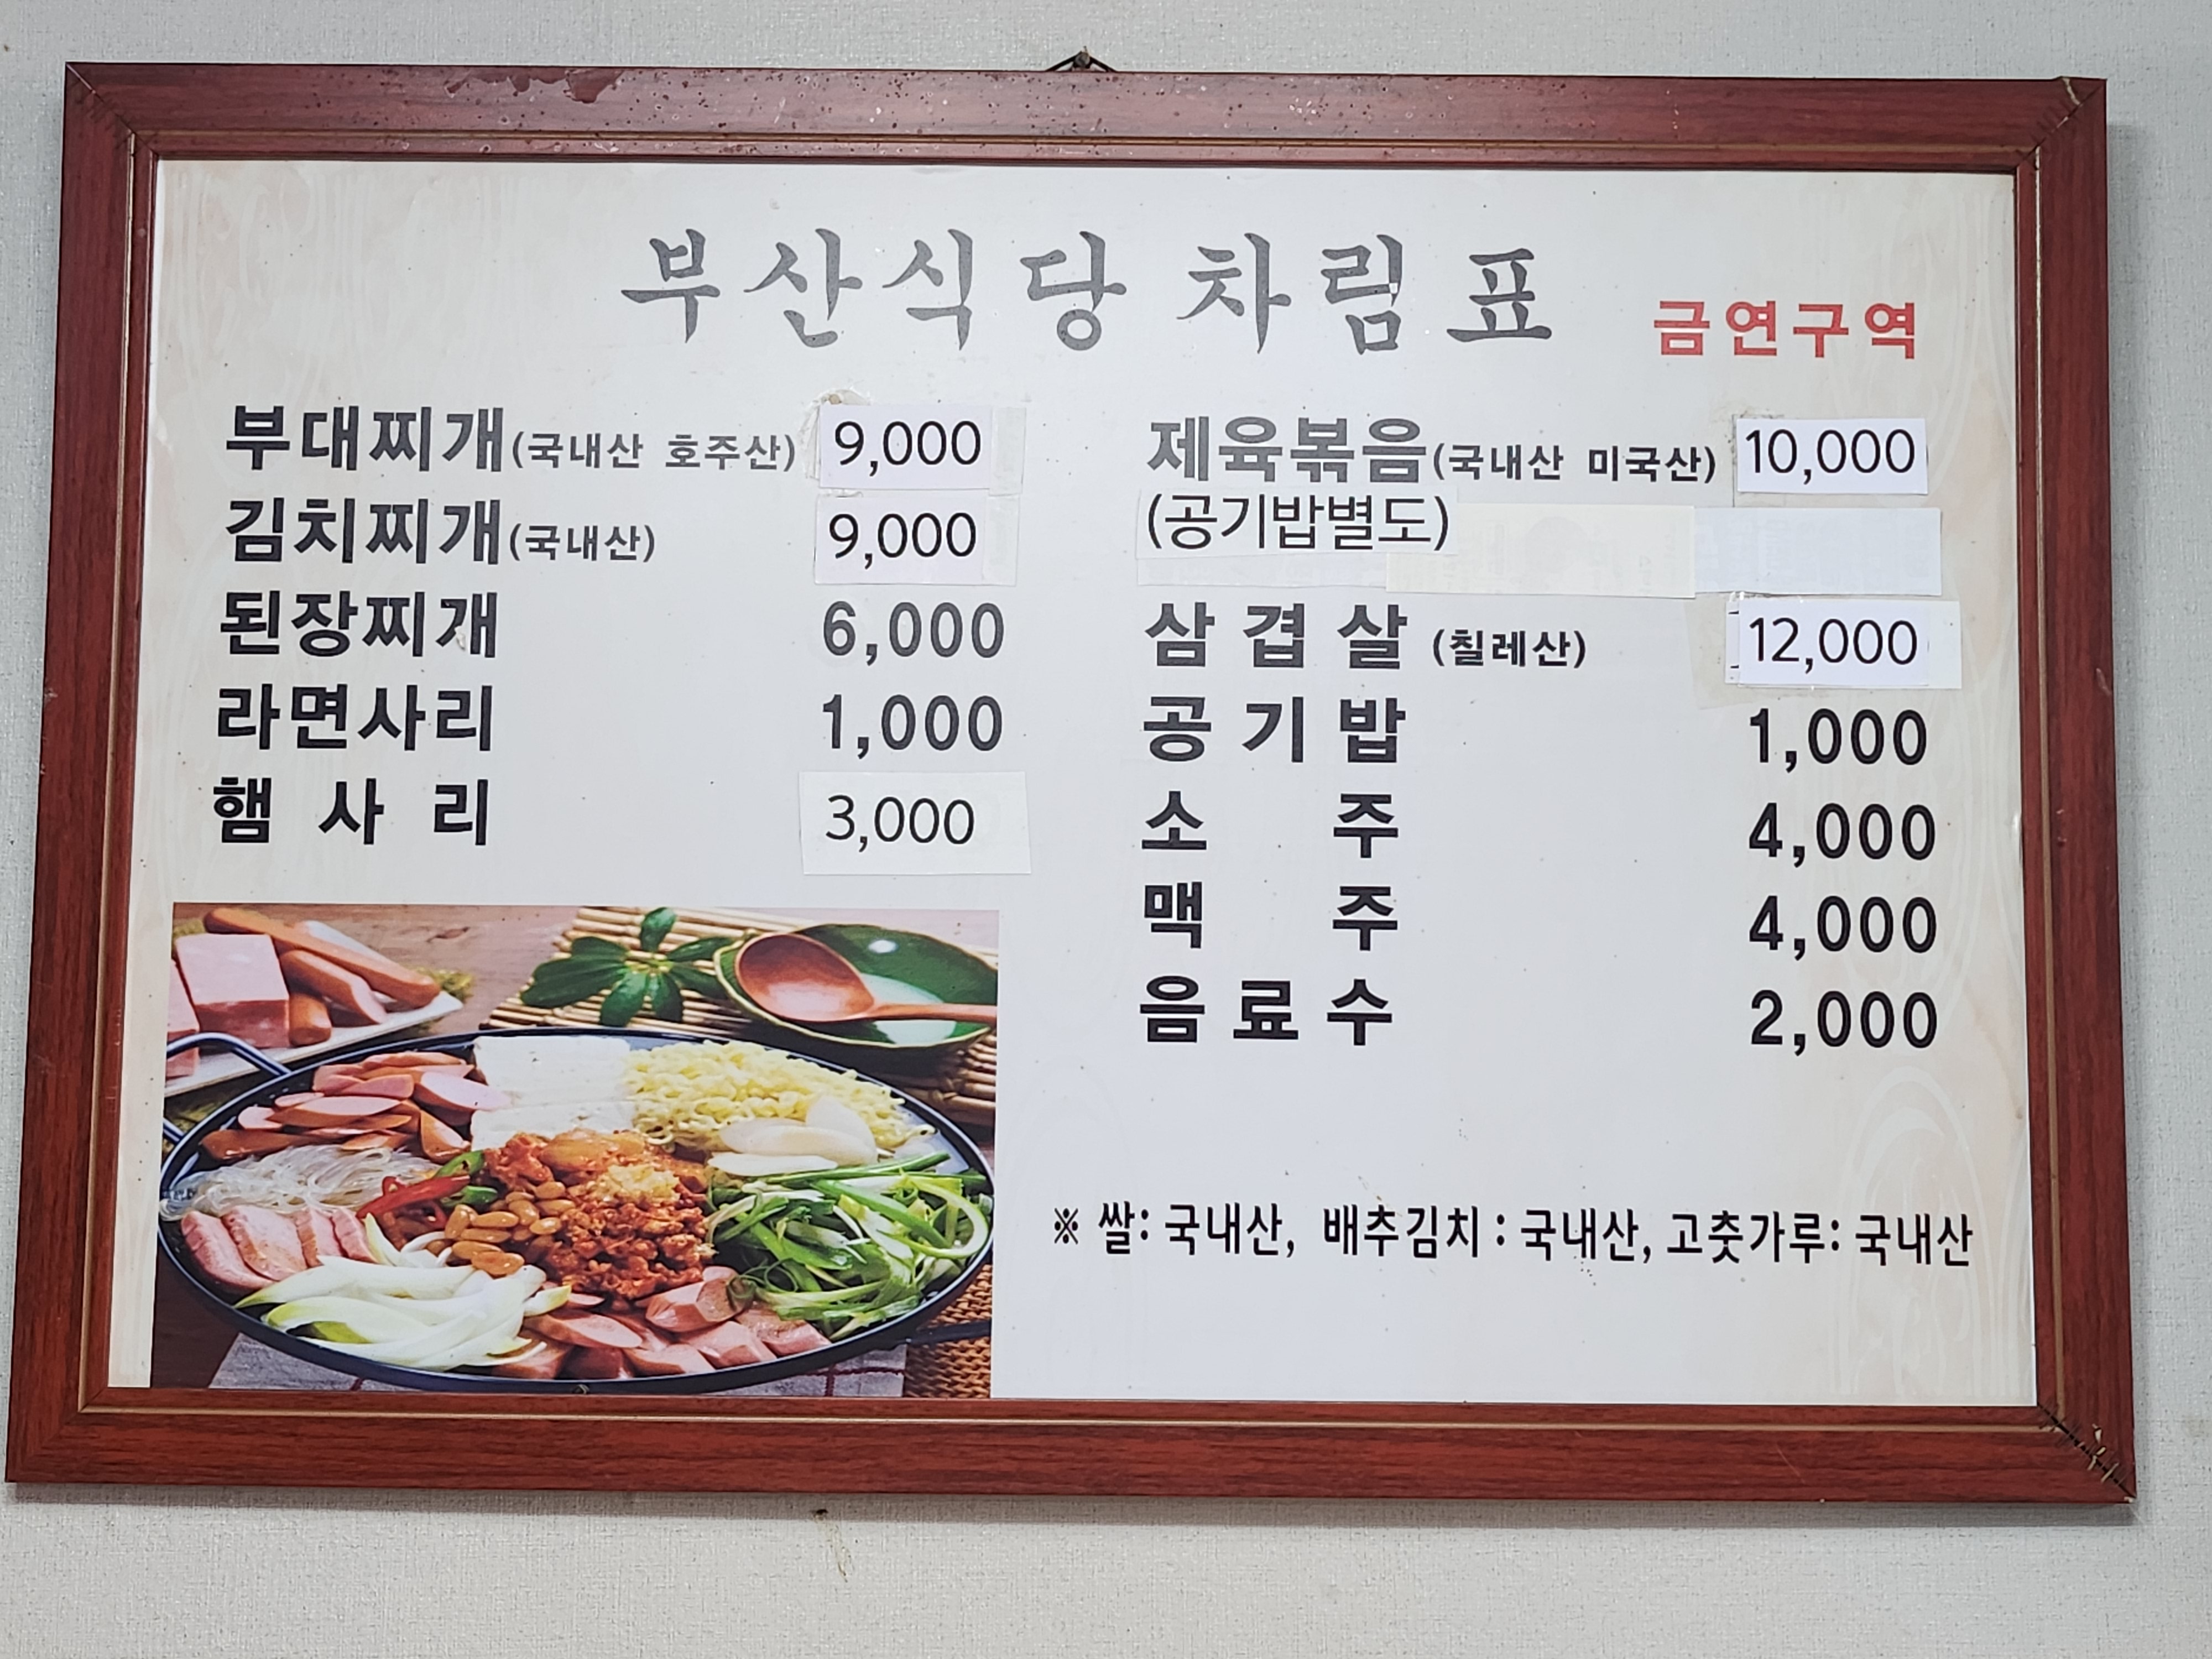 부산식당 차림표 금연구역
부대찌개(국내산 호주산) 9,000
김치찌개(국내산) 9,000
된장찌개 6,000
라면사리 1,000
햄사리 3,000
제육볶음(국내산 미국산) 10,000
(공기밥별도)
삼겹살 (칠레산) 12,000
공기밥 1,000
소주 4,000
맥주 4,000
음료수 2,000
※ 쌀: 국내산, 배추김치 : 국내산, 고춧가루: 국내산